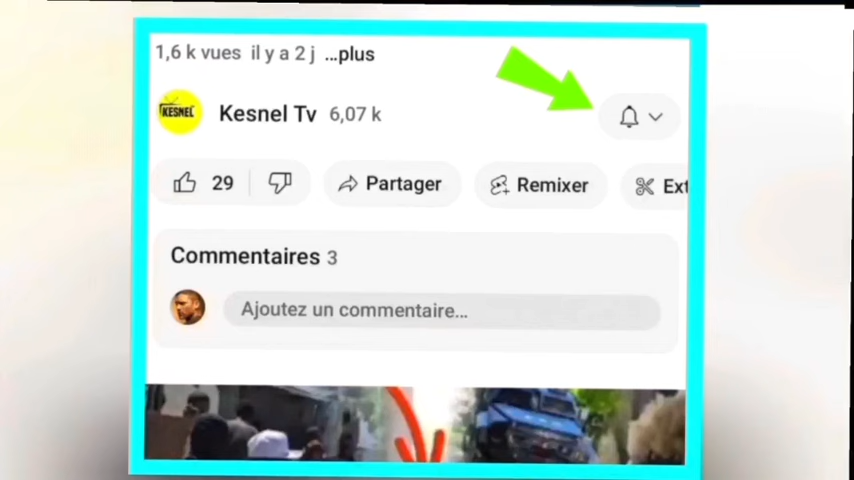 1,6 k vues il y a 2 j ...plus
KESNEL
Kesnel Tv 6,07 k
29 Partager Remixer Ext
Commentaires 3
Ajoutez un commentaire...